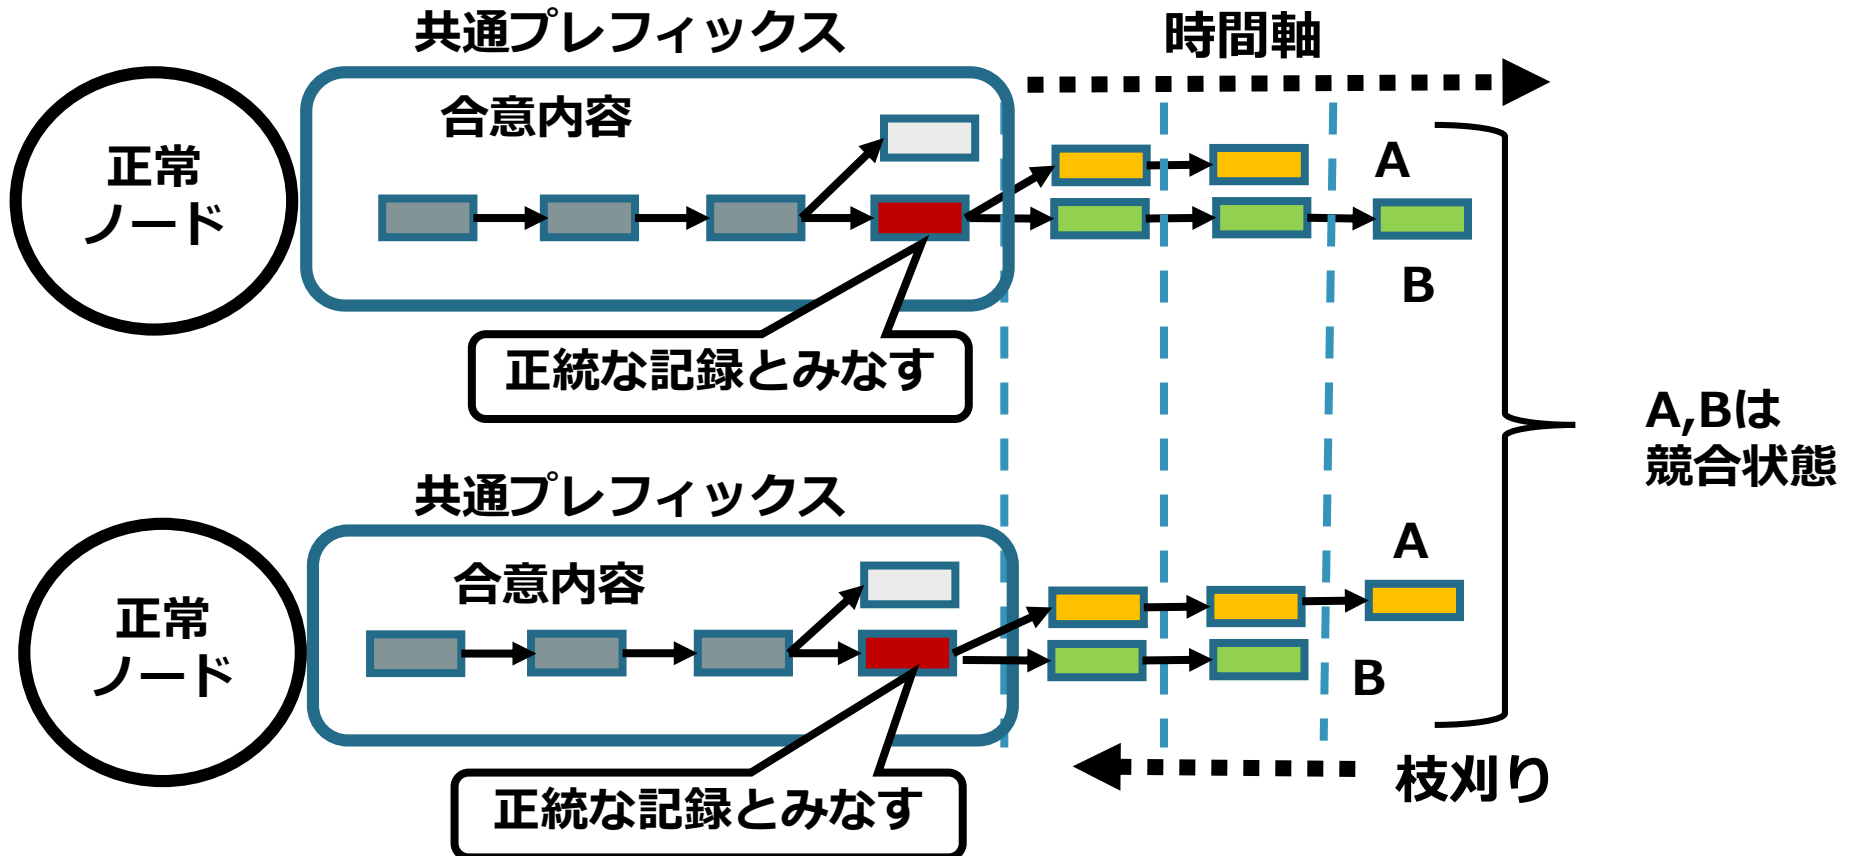 共通プレフィックス
時間軸
合意内容
正常
ノード
A
B
正統な記録とみなす
A,Bは
競合状態
共通プレフィックス
合意内容
正常
ノード
A
B
正統な記録とみなす
枝刈り